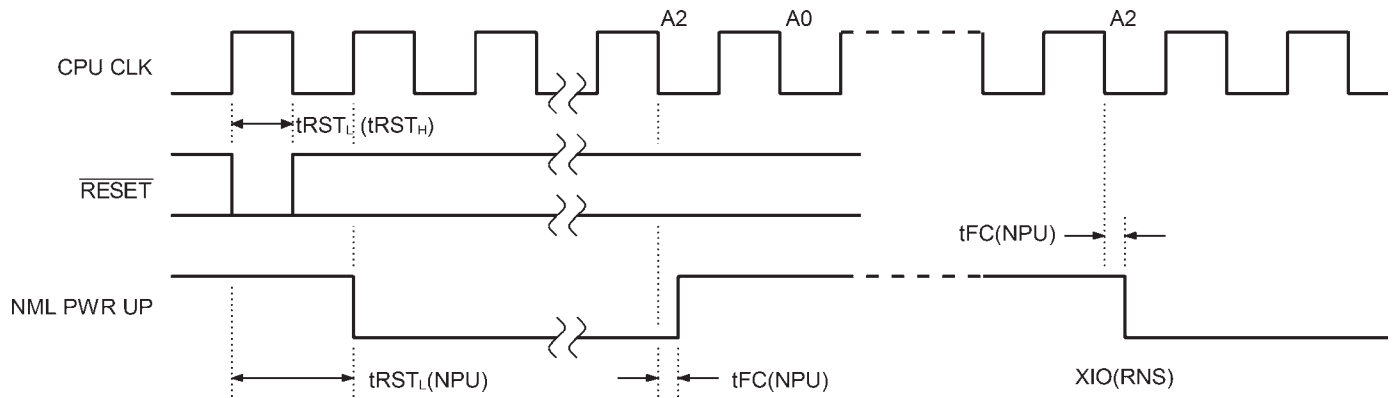 A2 A0 A2
CPU CLK
tRSTL (tRSTH)
RESET
tFC(NPU)
NML PWR UP
tRSTL(NPU) tFC(NPU) XIO(RNS)